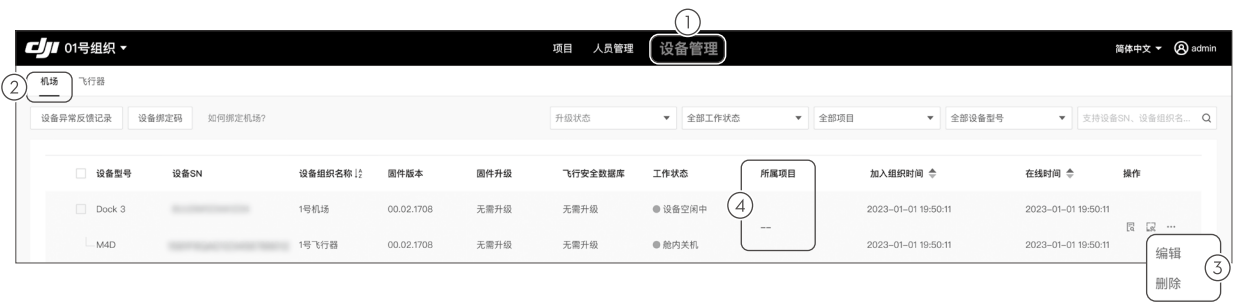 ①
dji 01号组织 项目 人员管理 设备管理 简体中文 admin
② 机场 飞行器
设备异常反馈记录 设备绑定码 如何绑定机场? 升级状态 全部工作状态 全部项目 全部设备型号 支持设备SN、设备组织名...
设备型号 设备SN 设备组织名称 固件版本 固件升级 飞行安全数据库 工作状态 所属项目 加入组织时间 在线时间 操作
Dock 3 1号机场 00.02.1708 无需升级 无需升级 设备空闲中 ④ 2023-01-01 19:50:11 2023-01-01 19:50:11
-- ...
M4D 1号飞行器 00.02.1708 无需升级 无需升级 舱内关机 2023-01-01 19:50:11 2023-01-01 19:50:11
编辑
③
删除